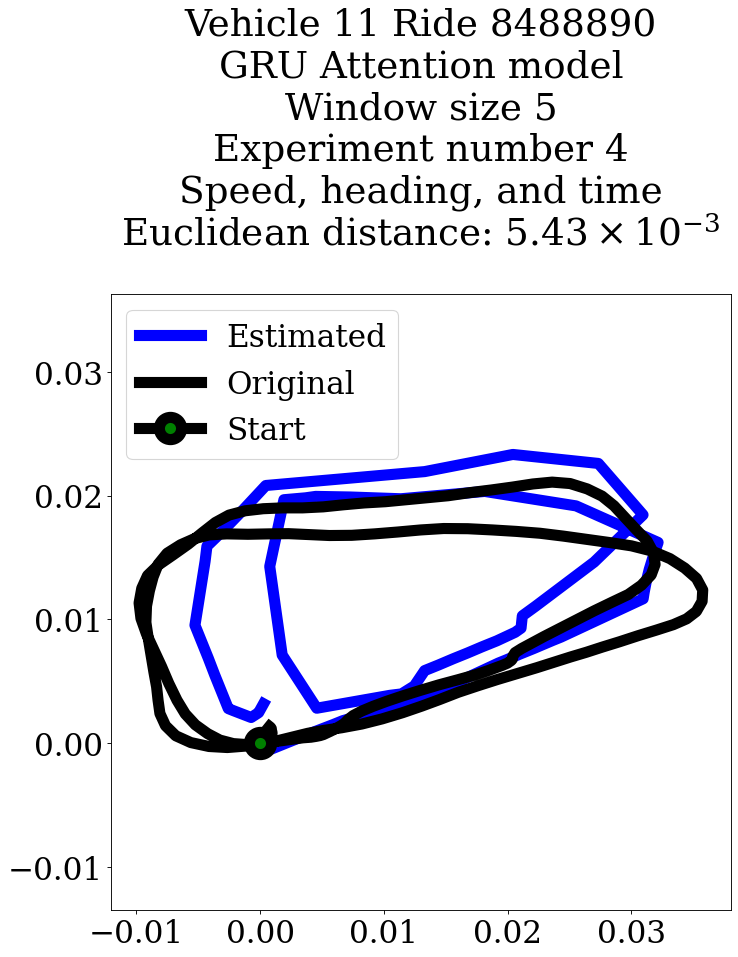 Vehicle 11 Ride 8488890
GRU Attention model
Window size 5
Experiment number 4
Speed, heading, and time
Euclidean distance: 5.43 × 10⁻³
Estimated
Original
Start
0.03
0.02
0.01
0.00
−0.01
−0.01 0.00 0.01 0.02 0.03